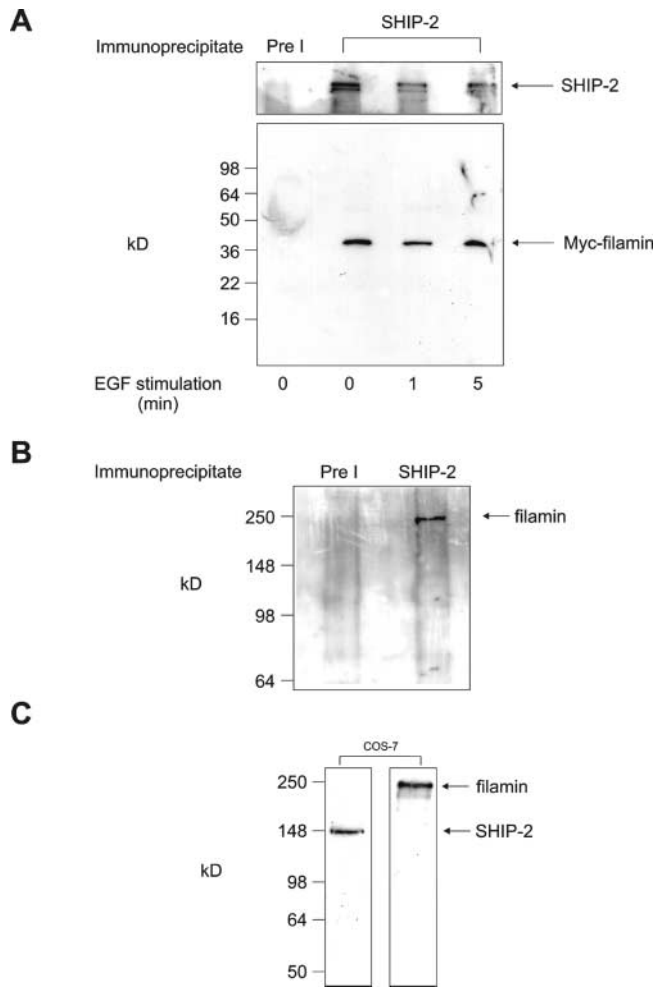 A
SHIP-2
Immunoprecipitate Pre I
SHIP-2
98
64
50
kD
Myc-filamin
36
22
16
EGF stimulation 0 0 1 5
(min)
B
Immunoprecipitate Pre I SHIP-2
250 filamin
148
kD
98
64
C
COS-7
250 filamin
148 SHIP-2
kD
98
64
50